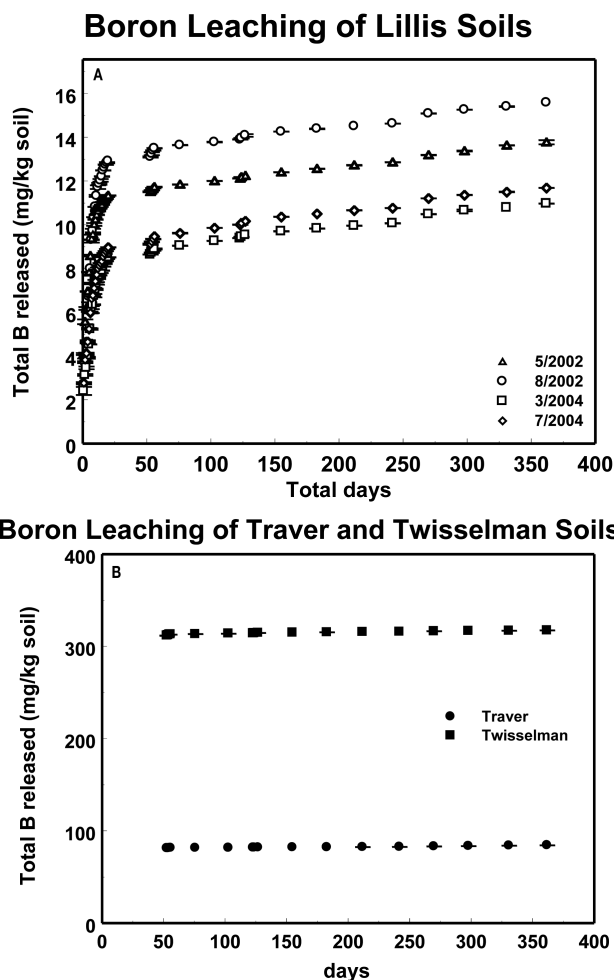 Boron Leaching of Lillis Soils
A
Total B released (mg/kg soil)
16
14
12
10
8
6
4
2
0
5/2002
8/2002
3/2004
7/2004
0 50 100 150 200 250 300 350 400
Total days
Boron Leaching of Traver and Twisselman Soils
B
Total B released (mg/kg soil)
400
300
200
100
0
Traver
Twisselman
0 50 100 150 200 250 300 350 400
days